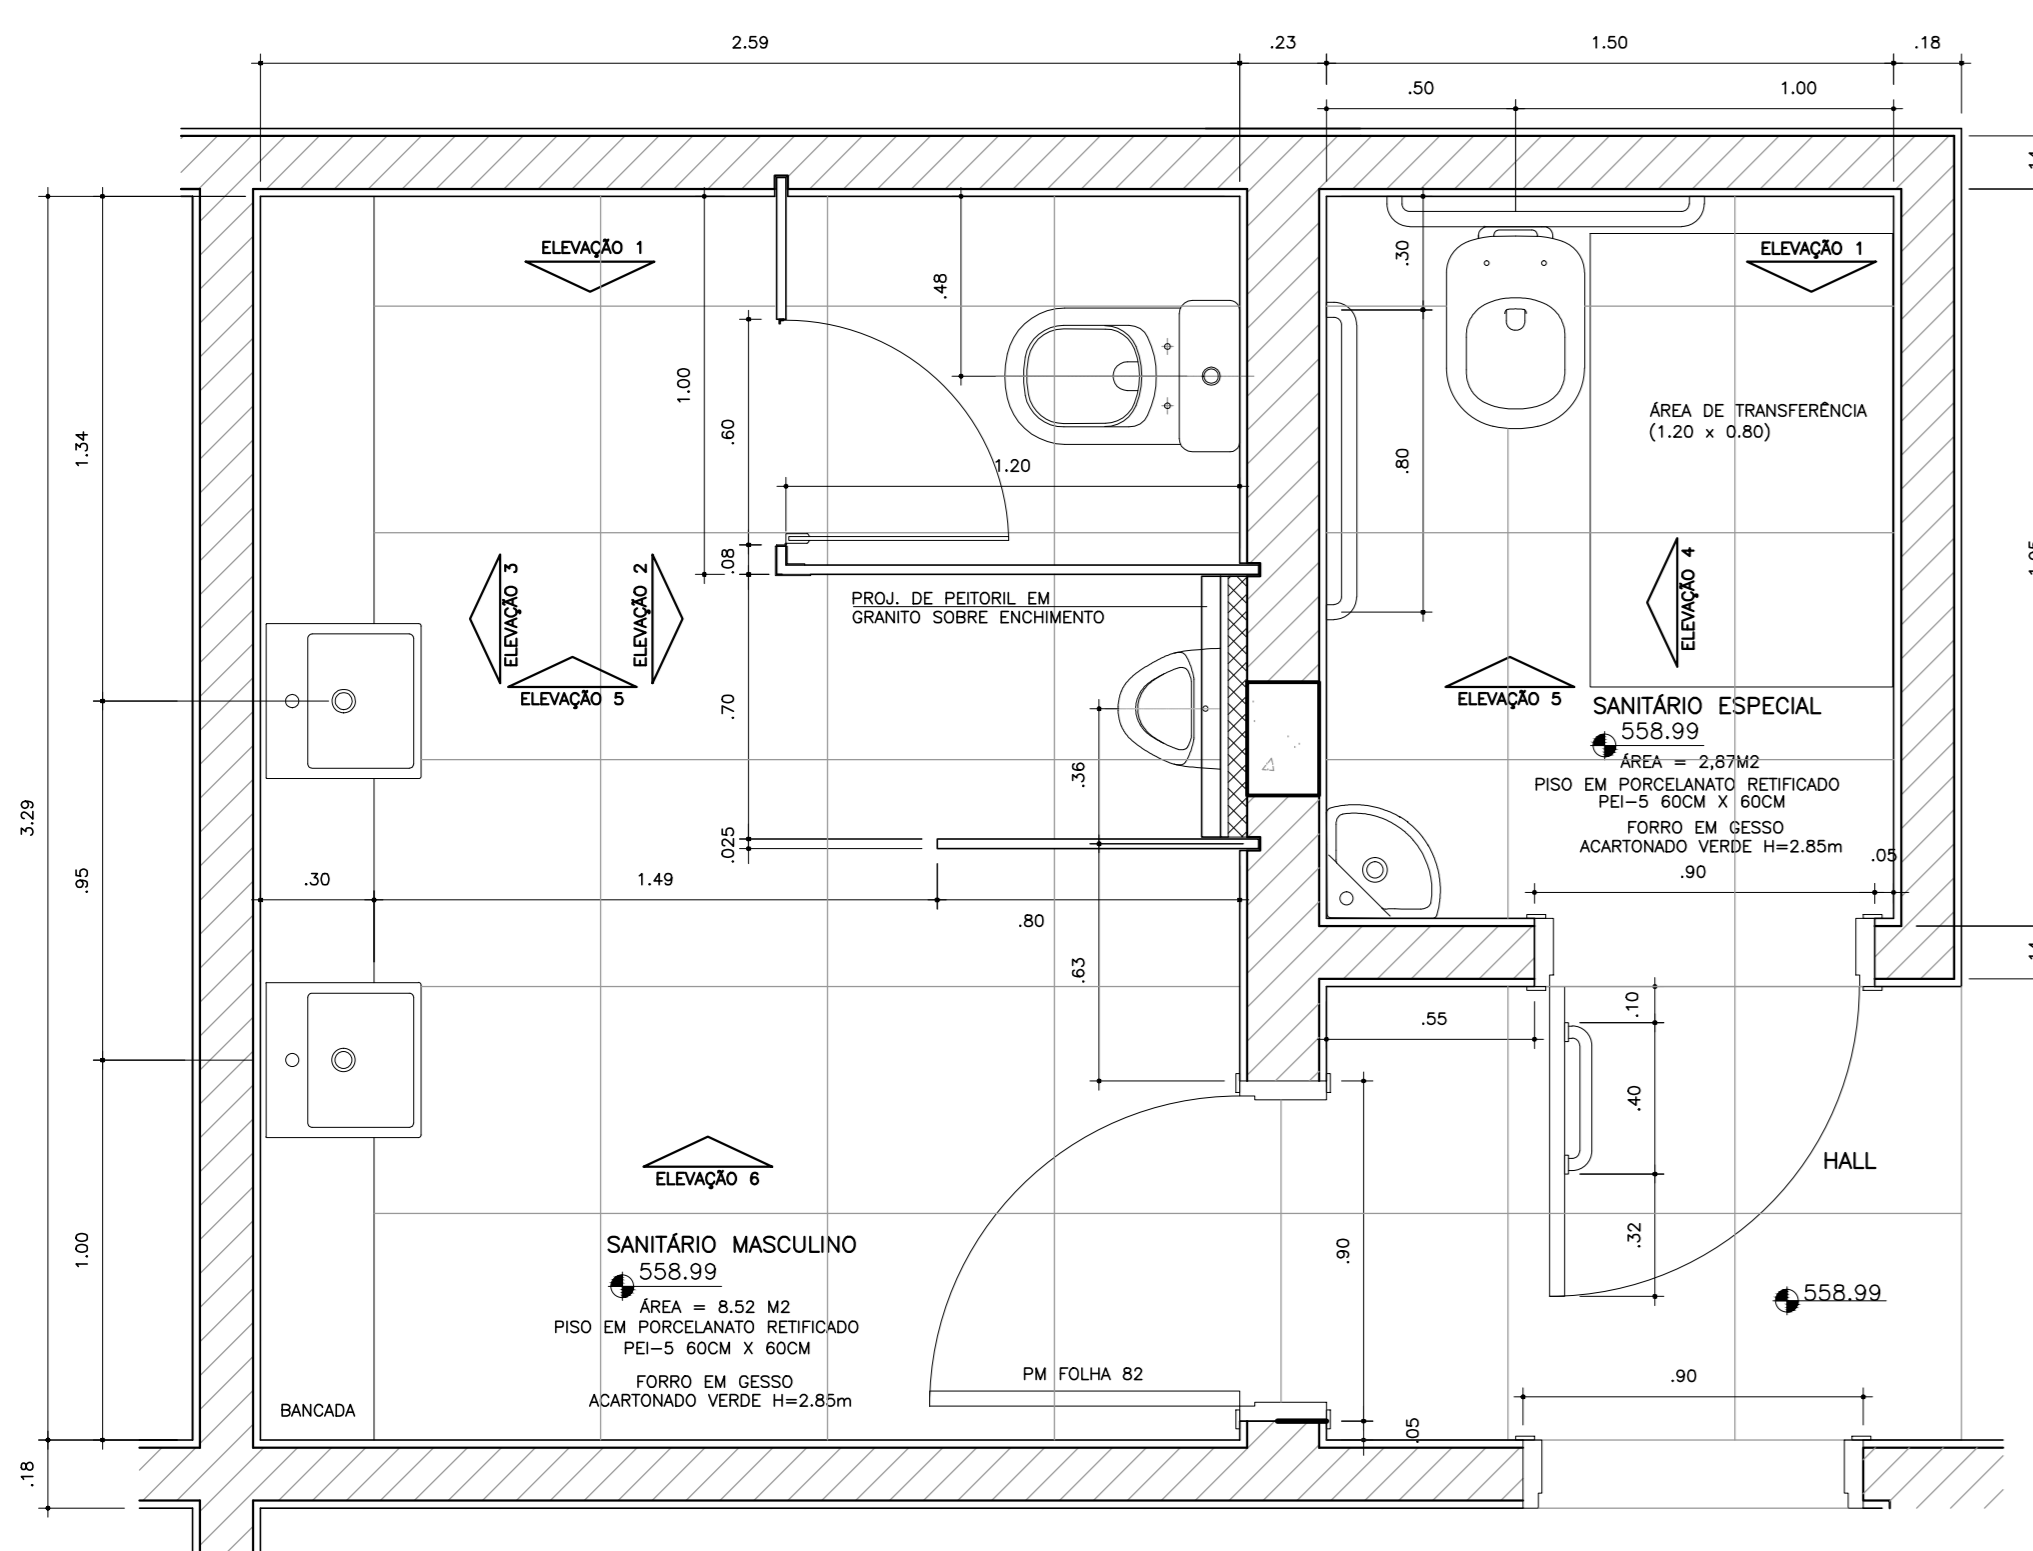 2.59
.23
1.50
.18
.50
1.00
ELEVAÇÃO 1
ELEVAÇÃO 1
.30
.48
1.00
.60
1.34
1.20
.80
ÁREA DE TRANSFERÊNCIA
(1.20 x 0.80)
.08
ELEVAÇÃO 3
ELEVAÇÃO 2
ELEVAÇÃO 4
PROJ. DE PEITORIL EM
GRANITO SOBRE ENCHIMENTO
ELEVAÇÃO 5
ELEVAÇÃO 5
.70
.36
SANITÁRIO ESPECIAL
558.99
ÁREA = 2,87M2
PISO EM PORCELANATO RETIFICADO
PEI-5 60CM X 60CM
FORRO EM GESSO
ACARTONADO VERDE H=2.85m
3.29
.025
.05
.90
.95
.30
1.49
.80
.63
.55
.10
.40
.32
HALL
558.99
ELEVAÇÃO 6
1.00
.90
SANITÁRIO MASCULINO
558.99
ÁREA = 8.52 M2
PISO EM PORCELANATO RETIFICADO
PEI-5 60CM X 60CM
FORRO EM GESSO
ACARTONADO VERDE H=2.85m
PM FOLHA 82
.90
BANCADA
.05
.18